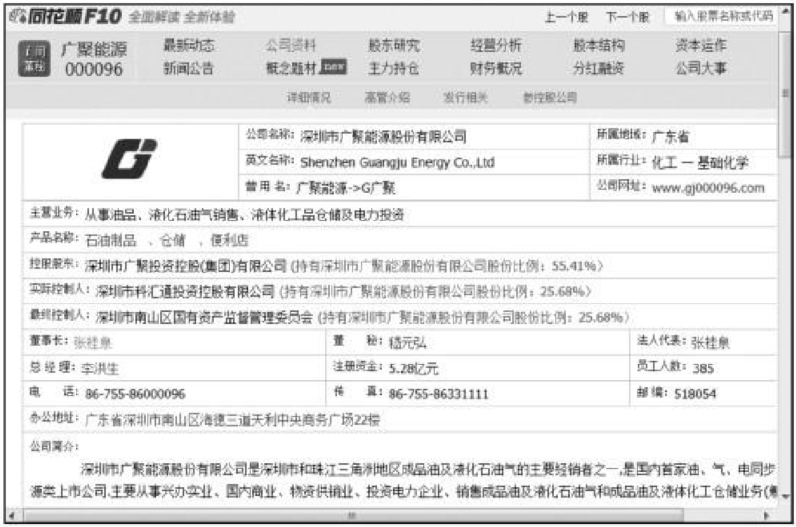 同花顺F10 全面解读 全新体验 上一个股 下一个股 输入股票名称或代码
广聚能源 最新动态 公司资料 股东研究 经营分析 股本结构 资本运作
000096 新闻公告 概念题材 new 主力持仓 财务概况 分红融资 公司大事
详细情况 高管介绍 发行相关 参控股公司
公司名称：深圳市广聚能源股份有限公司 所属地域：广东省
英文名称：Shenzhen Guangju Energy Co.,Ltd 所属行业：化工 — 基础化学
曾 用 名：广聚能源->G广聚 公司网址：www.gj000096.com
主营业务：从事油品、液化石油气销售、液体化工品仓储及电力投资
产品名称：石油制品 、仓储 、便利店
控股股东：深圳市广聚投资控股(集团)有限公司 (持有深圳市广聚能源股份有限公司股份比例：55.41%)
实际控制人：深圳市科汇通投资控股有限公司 (持有深圳市广聚能源股份有限公司股份比例：25.68%)
最终控制人：深圳市南山区国有资产监督管理委员会 (持有深圳市广聚能源股份有限公司股份比例：25.68%)
董事长：张桂泉 董 秘：嵇元弘 法人代表：张桂泉
总 经 理：李洪生 注册资金：5.28亿元 员工人数：385
电 话：86-755-86000096 传 真：86-755-86331111 邮 编：518054
办公地址：广东省深圳市南山区海德三道天利中央商务广场22楼
公司简介：
深圳市广聚能源股份有限公司是深圳市和珠江三角洲地区成品油及液化石油气的主要经销者之一,是国内首家油、气、电同步
源类上市公司.主要从事兴办实业、国内商业、物资供销业、投资电力企业、销售成品油及液化石油气和成品油及液体化工仓储业务(